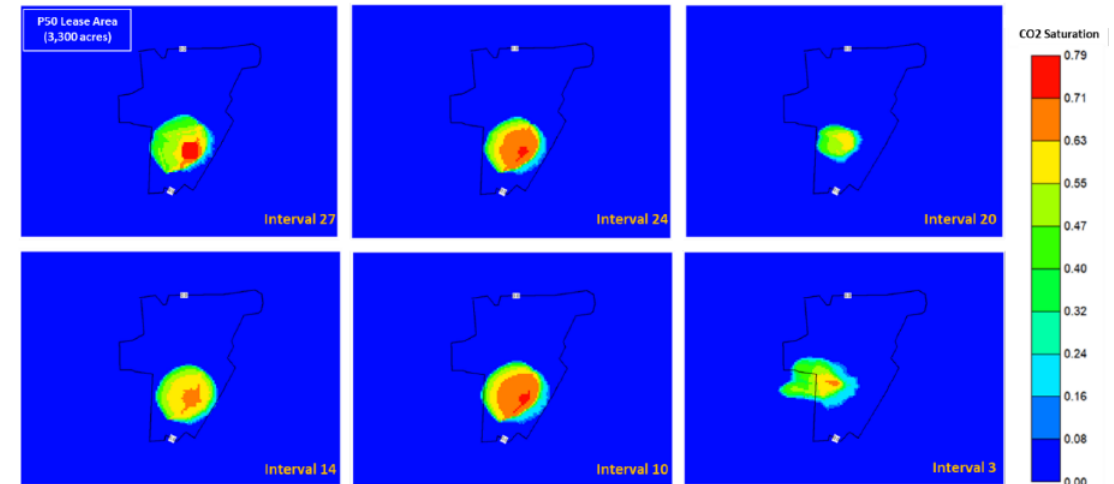 P50 Lease Area
(3,300 acres)
Interval 27
Interval 24
Interval 20
Interval 14
Interval 10
Interval 3
CO2 Saturation
0.79
0.71
0.63
0.55
0.47
0.40
0.32
0.24
0.16
0.08
0.00